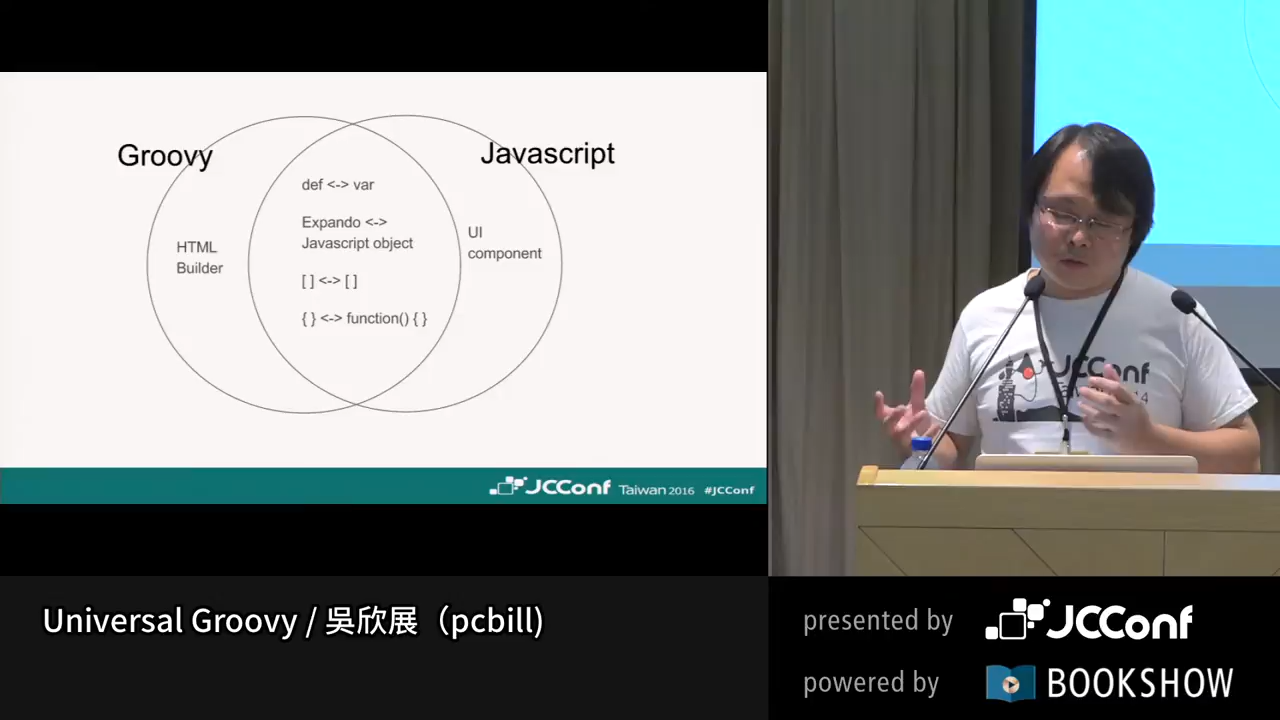 Groovy
Javascript
HTML
Builder
def <-> var
Expando <->
Javascript object
[ ] <-> [ ]
{ } <-> function() { }
UI
component
JCConf Taiwan 2016 #JCConf
JCConf
14
Universal Groovy / 吳欣展（pcbill)
presented by JCConf
powered by BOOKSHOW